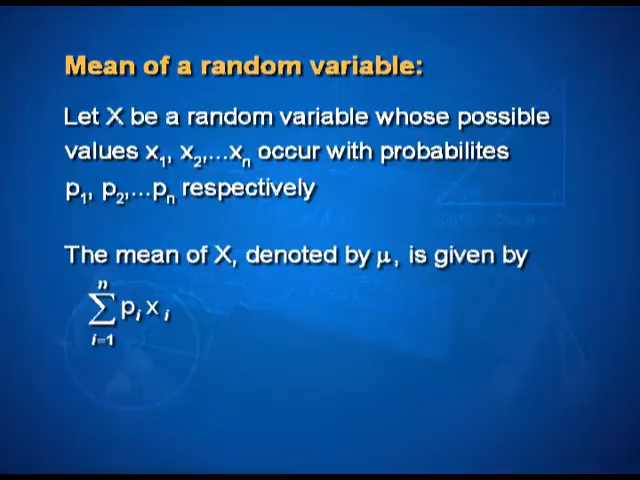 Mean of a random variable:
Let X be a random variable whose possible
values x₁, x₂,...xₙ occur with probabilites
p₁, p₂,...pₙ respectively
The mean of X, denoted by μ, is given by
n
∑ pᵢ xᵢ
i=1